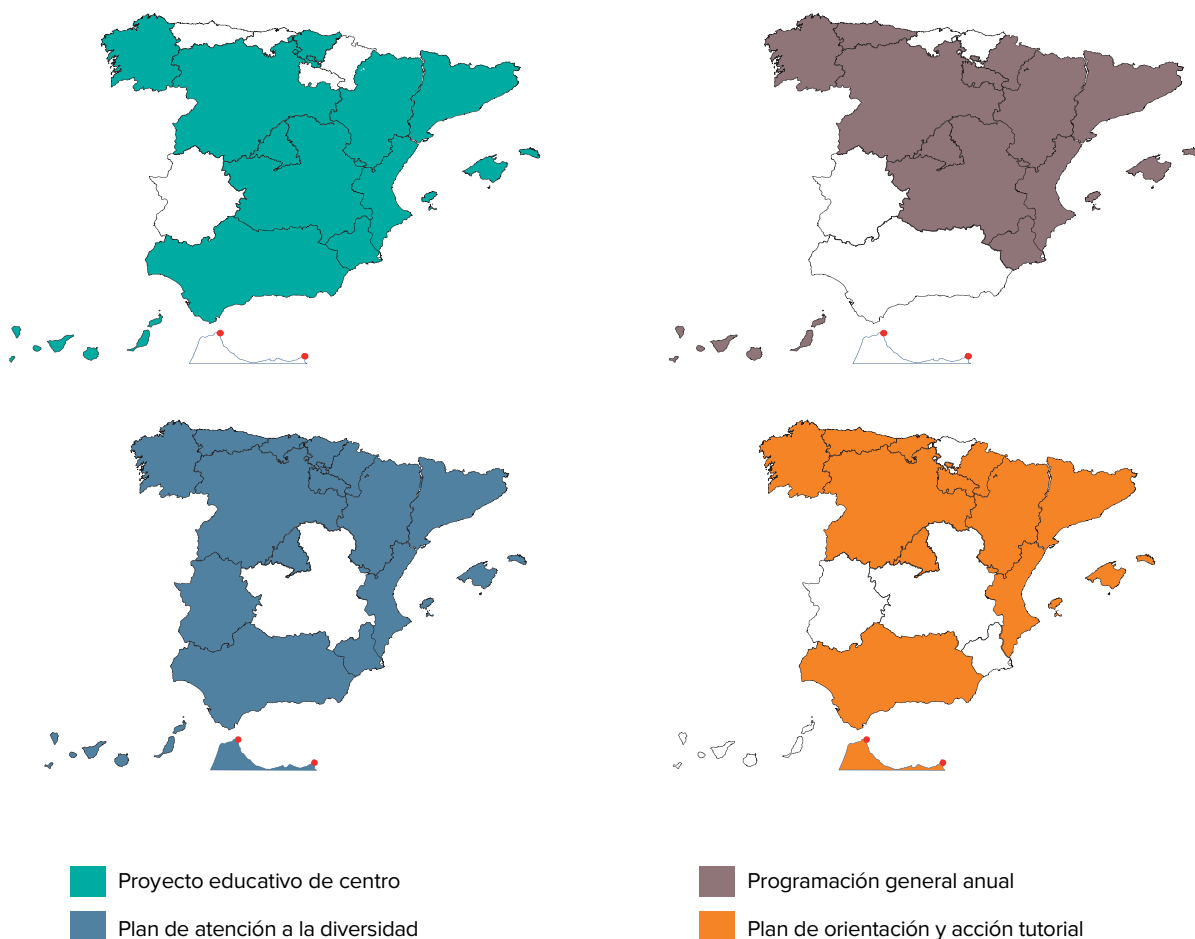 Proyecto educativo de centro
Programación general anual
Plan de atención a la diversidad
Plan de orientación y acción tutorial